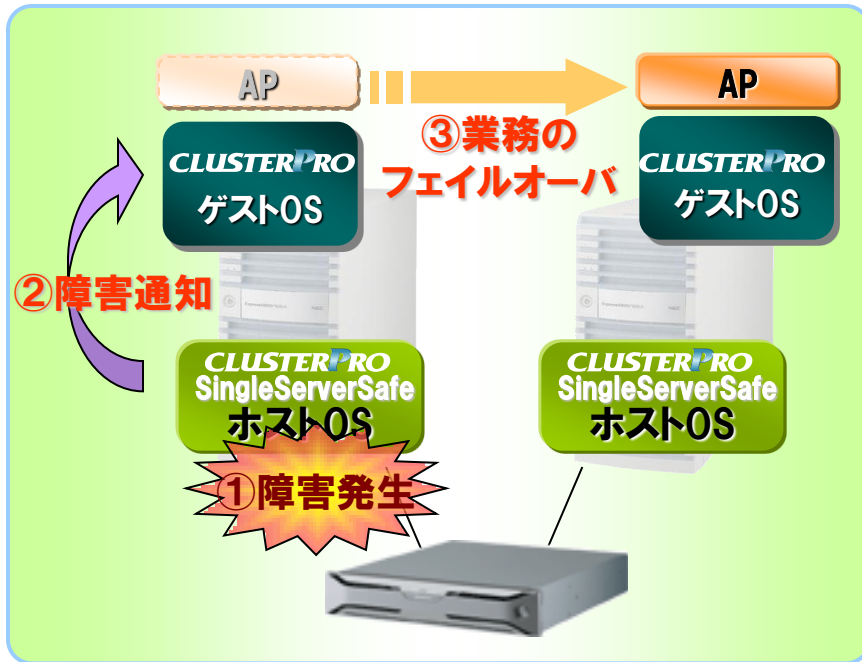 AP
AP
③業務の
フェイルオーバ
CLUSTERPRO
ゲストOS
CLUSTERPRO
ゲストOS
②障害通知
CLUSTERPRO
SingleServerSafe
ホストOS
CLUSTERPRO
SingleServerSafe
ホストOS
①障害発生